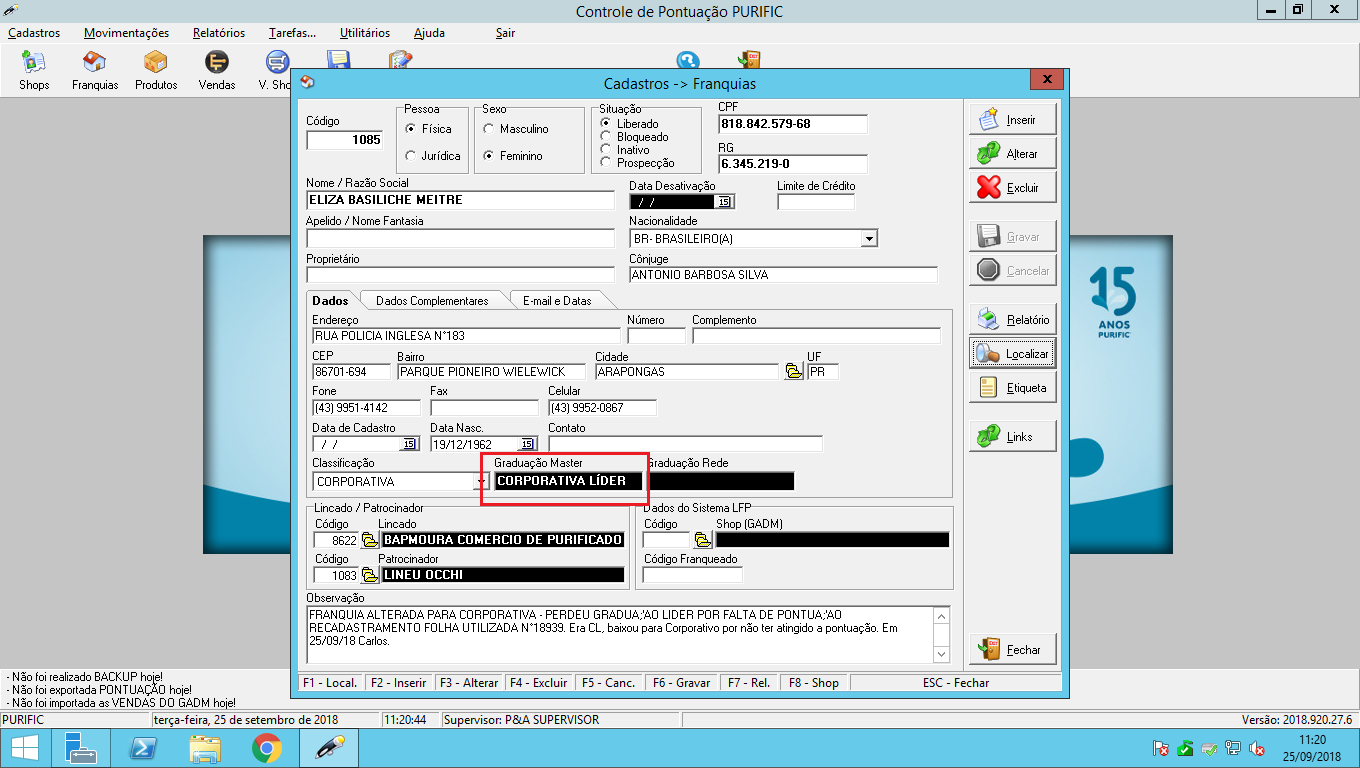 Controle de Pontuação PURIFIC
Cadastros Movimentações Relatórios Tarefas... Utilitários Ajuda Sair
Shops Franquias Produtos Vendas V. Sho
Cadastros -> Franquias
Código
1085
Pessoa
Física
Jurídica
Sexo
Masculino
Feminino
Situação
Liberado
Bloqueado
Inativo
Prospecção
CPF
818.842.579-68
RG
6.345.219-0
Nome / Razão Social
ELIZA BASILICHE MEITRE
Data Desativação
/ / 15
Limite de Crédito
Apelido / Nome Fantasia
Nacionalidade
BR- BRASILEIRO(A)
Proprietário
Cônjuge
ANTONIO BARBOSA SILVA
Dados Dados Complementares E-mail e Datas
Endereço Número Complemento
RUA POLICIA INGLESA N°183
CEP Bairro Cidade UF
86701-694 PARQUE PIONEIRO WIELEWICK ARAPONGAS PR
Fone Fax Celular
(43) 9951-4142 (43) 9952-0867
Data de Cadastro Data Nasc. Contato
/ / 15 19/12/1962 15
Classificação Graduação Master Graduação Rede
CORPORATIVA CORPORATIVA LÍDER
Lincado / Patrocinador
Código Lincado
8622 BAPMOURA COMERCIO DE PURIFICADO
Código Patrocinador
1083 LINEU OCCHI
Dados do Sistema LFP
Código Shop (GADM)
Código Franqueado
Observação
FRANQUIA ALTERADA PARA CORPORATIVA - PERDEU GRADUA;'AO LIDER POR FALTA DE PONTUA;'AO
RECADASTRAMENTO FOLHA UTILIZADA N°18939. Era CL, baixou para Corporativo por não ter atingido a pontuação. Em
25/09/18 Carlos.
Inserir
Alterar
Excluir
Gravar
Cancelar
Relatório
Localizar
Etiqueta
Links
Fechar
F1 - Local. F2 - Inserir F3 - Alterar F4 - Excluir F5 - Canc. F6 - Gravar F7 - Rel. F8 - Shop ESC - Fechar
15
ANOS
PURIFIC
- Não foi realizado BACKUP hoje!
- Não foi exportada PONTUAÇÃO hoje!
- Não foi importada as VENDAS DO GADM hoje!
PURIFIC terça-feira, 25 de setembro de 2018 11:20:44 Supervisor: P&A SUPERVISOR Versão: 2018.920.27.6
11:20
25/09/2018